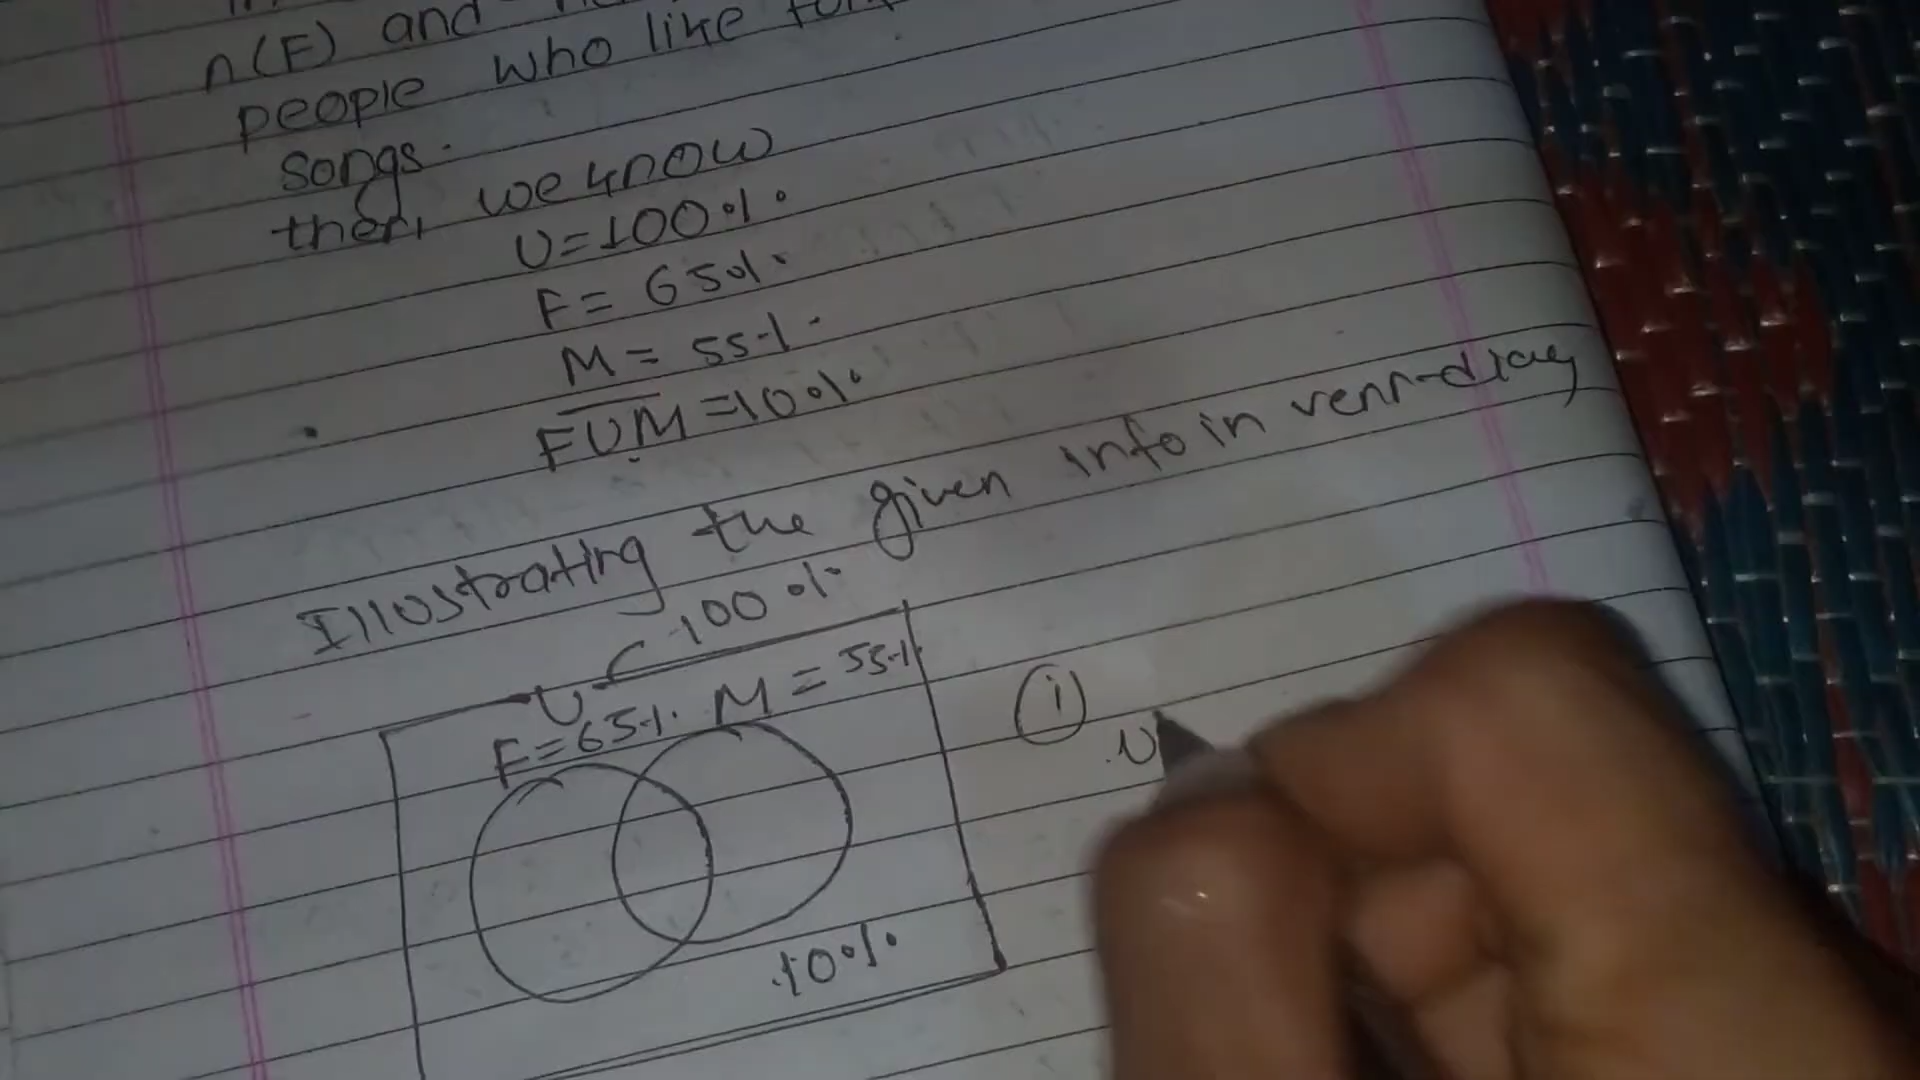 n(F) and
people who like
songs.
then, we know
U=100%
F = 65%
M = 55%
F∪M =10%
Illustrating the given info in venn-diag
U 100%
F=65% M = 55%
10%
(i)
U